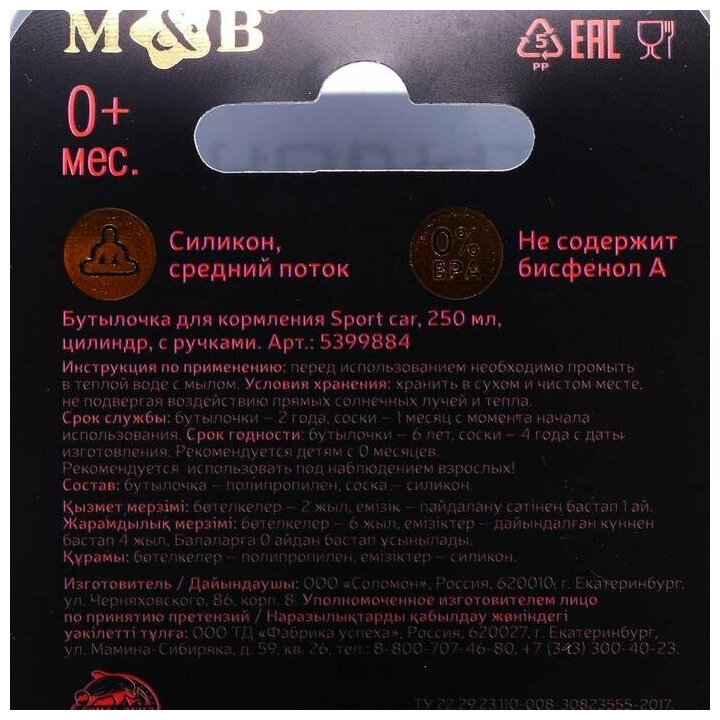 M&B®
5
PP
EAC
0+
мес.
Силикон,
средний поток
0%
BPA
Не содержит
бисфенол А
Бутылочка для кормления Sport car, 250 мл,
цилиндр, с ручками. Арт.: 5399884
Инструкция по применению: перед использованием необходимо промыть
в теплой воде с мылом. Условия хранения: хранить в сухом и чистом месте,
не подвергая воздействию прямых солнечных лучей и тепла.
Срок службы: бутылочки – 2 года, соски – 1 месяц с момента начала
использования. Срок годности: бутылочки – 6 лет, соски – 4 года с даты
изготовления. Рекомендуется детям с 0 месяцев.
Рекомендуется использовать под наблюдением взрослых!
Состав: бутылочка – полипропилен, соска – силикон.
Қызмет мерзімі: бөтелкелер – 2 жыл, емізік – пайдалану сәтінен бастап 1 ай.
Жарамдылық мерзімі: бөтелкелер – 6 жыл, емізіктер – дайындалған күннен
бастап 4 жыл. Балаларға 0 айдан бастап ұсынылады.
Құрамы: бөтелкелер – полипропилен, емізіктер – силикон.
Изготовитель / Дайындаушы: ООО «Соломон», Россия, 620010, г. Екатеринбург,
ул. Черняховского, 86, корп. 8. Уполномоченное изготовителем лицо
по принятию претензий / Наразылықтарды қабылдау жөніндегі
уәкілетті тұлға: ООО ТД «Фабрика успеха», Россия, 620027, г. Екатеринбург,
ул. Мамина-Сибиряка, д. 59, кв. 26, тел.: 8-800-707-46-80, +7 (343) 300-40-23.
ТУ 22.29.23.110-008-30823555-2017.